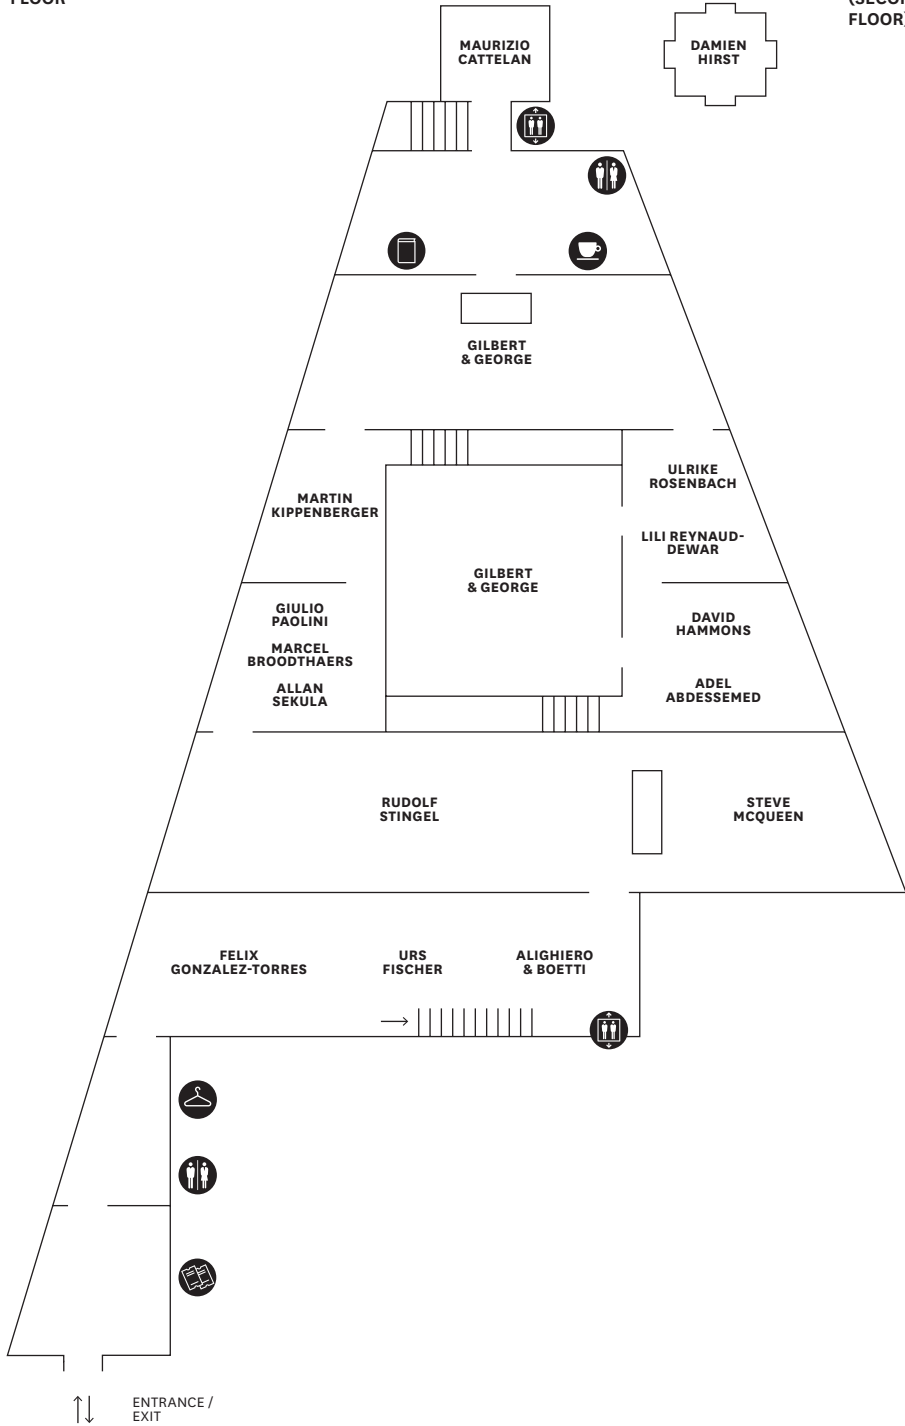 FLOOR
FLOOR)
MAURIZIO
CATTELAN
DAMIEN
HIRST
GILBERT
& GEORGE
ULRIKE
ROSENBACH
MARTIN
KIPPENBERGER
LILI REYNAUD-
DEWAR
GILBERT
& GEORGE
GIULIO
PAOLINI
DAVID
HAMMONS
MARCEL
BROODTHAERS
ALLAN
SEKULA
ADEL
ABDESSEMED
RUDOLF
STINGEL
STEVE
MCQUEEN
FELIX
GONZALEZ-TORRES
URS
FISCHER
ALIGHIERO
& BOETTI
ENTRANCE /
EXIT